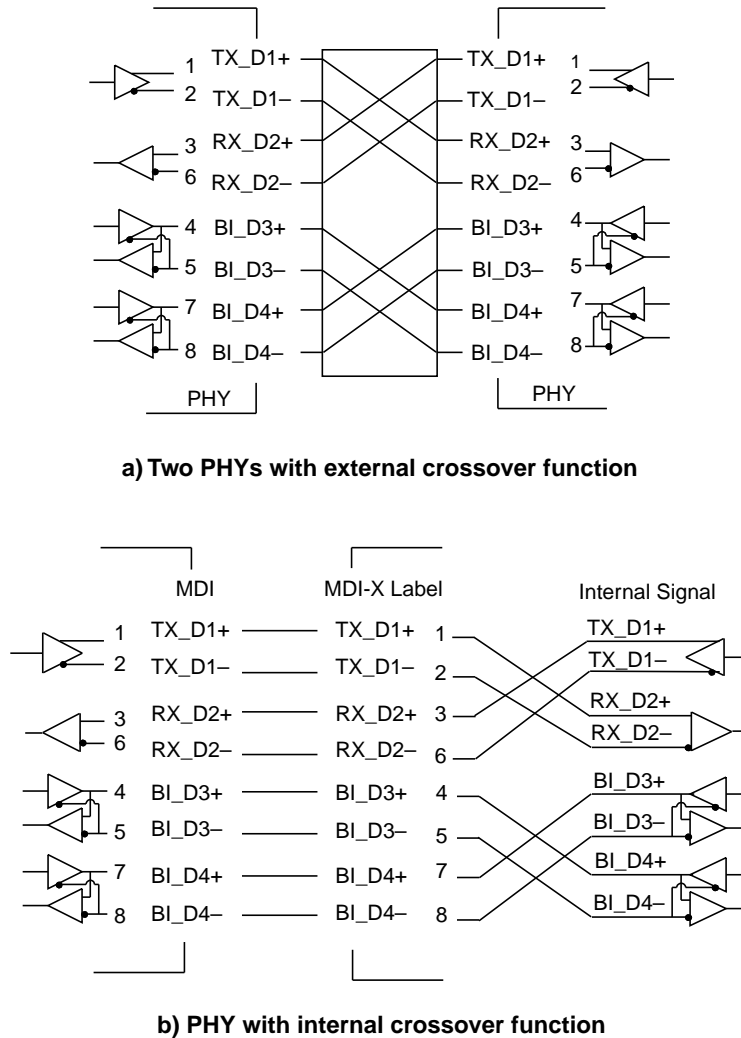 1 TX_D1+ TX_D1+ 1
2 TX_D1– TX_D1– 2
3 RX_D2+ RX_D2+ 3
6 RX_D2– RX_D2– 6
4 BI_D3+ BI_D3+ 4
5 BI_D3– BI_D3– 5
7 BI_D4+ BI_D4+ 7
8 BI_D4– BI_D4– 8
PHY PHY
a) Two PHYs with external crossover function
MDI MDI-X Label Internal Signal
1 TX_D1+ TX_D1+ 1 TX_D1+
2 TX_D1– TX_D1– 2 TX_D1–
3 RX_D2+ RX_D2+ 3 RX_D2+
6 RX_D2– RX_D2– 6 RX_D2–
4 BI_D3+ BI_D3+ 4 BI_D3+
5 BI_D3– BI_D3– 5 BI_D3–
7 BI_D4+ BI_D4+ 7 BI_D4+
8 BI_D4– BI_D4– 8 BI_D4–
b) PHY with internal crossover function